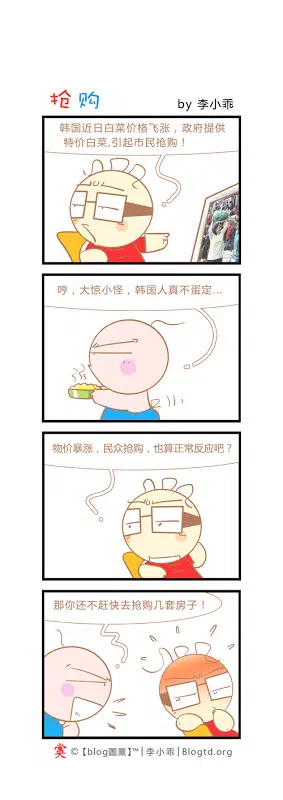 抢购
by 李小乖
韩国近日白菜价格飞涨，政府提供
特价白菜,引起市民抢购！
哼，大惊小怪，韩国人真不蛋定...
物价暴涨，民众抢购，也算正常反应吧？
那你还不赶快去抢购几套房子！
©【blog圖黨】™| 李小乖| Blogtd.org